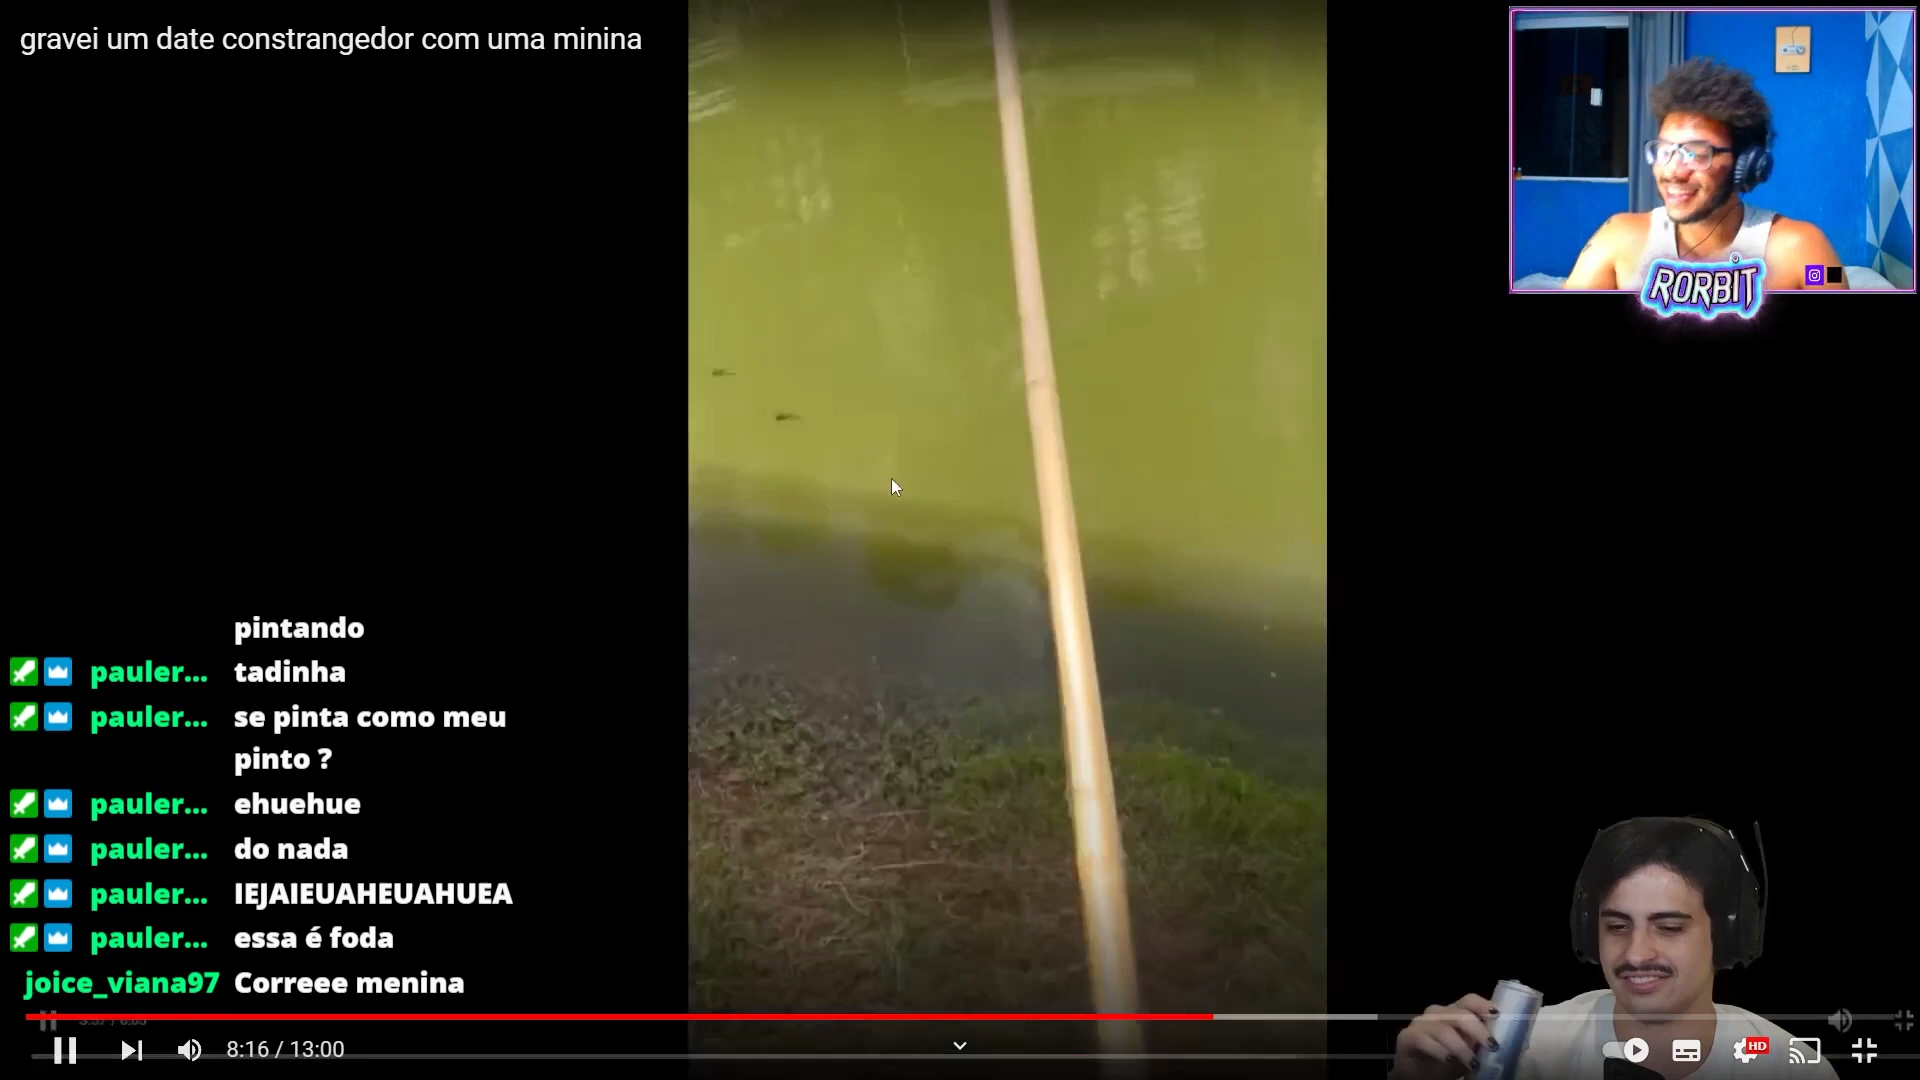 gravei um date constrangedor com uma minina
RORBIT
pintando
pauler... tadinha
pauler... se pinta como meu
pinto ?
pauler... ehuehue
pauler... do nada
pauler... IEJAIEUAHEUAHUEA
pauler... essa é foda
joice_viana97 Correee menina
8:16 / 13:00
HD